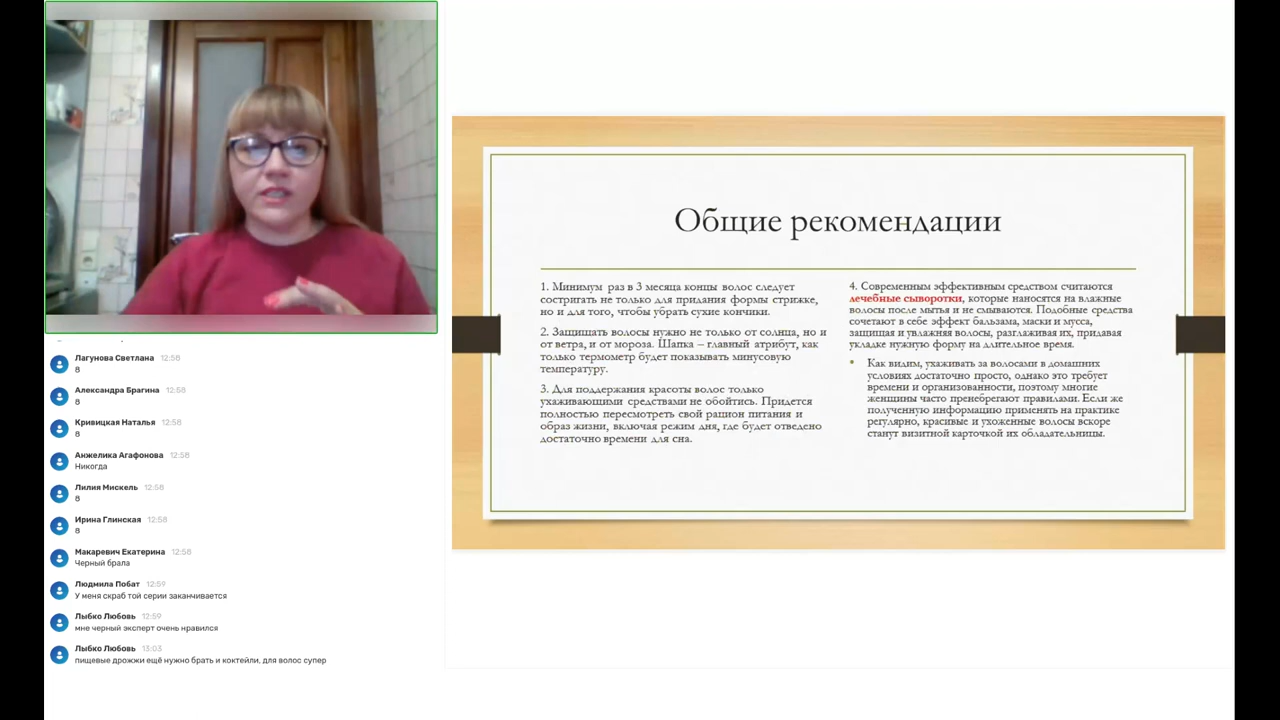 Лагунова Светлана 12:58
8
Александра Брагина 12:58
8
Кривицкая Наталья 12:58
8
Анжелика Агафонова 12:58
Никогда
Лилия Мискель 12:58
8
Ирина Глинская 12:58
8
Макаревич Екатерина 12:58
Черный брала
Людмила Побат 12:59
У меня скраб той серии заканчивается
Лыбко Любовь 12:59
мне черный эксперт очень нравился
Лыбко Любовь 13:03
пищевые дрожжи ещё нужно брать и коктейли, для волос супер
Общие рекомендации
1. Минимум раз в 3 месяца концы волос следует
состригать не только для придания формы стрижке,
но и для того, чтобы убрать сухие кончики.
2. Защищать волосы нужно не только от солнца, но и
от ветра, и от мороза. Шапка – главный атрибут, как
только термометр будет показывать минусовую
температуру.
3. Для поддержания красоты волос только
ухаживающими средствами не обойтись. Придется
полностью пересмотреть свой рацион питания и
образ жизни, включая режим дня, где будет отведено
достаточно времени для сна.
4. Современным эффективным средством считаются
лечебные сыворотки, которые наносятся на влажные
волосы после мытья и не смываются. Подобные средства
сочетают в себе эффект бальзама, маски и мусса,
защищая и увлажняя волосы, разглаживая их, придавая
укладке нужную форму на длительное время.
Как видим, ухаживать за волосами в домашних
условиях достаточно просто, однако это требует
времени и организованности, поэтому многие
женщины часто пренебрегают правилами. Если же
полученную информацию применять на практике
регулярно, красивые и ухоженные волосы вскоре
станут визитной карточкой их обладательницы.